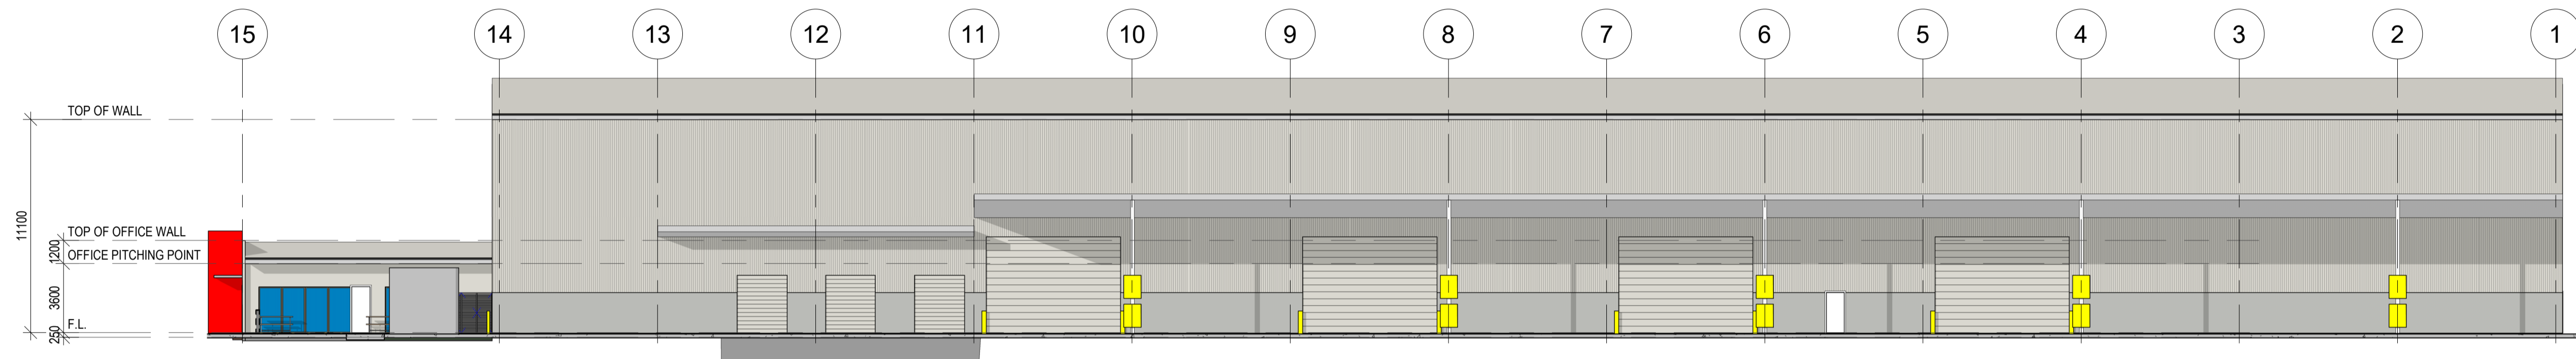 15 14 13 12 11 10 9 8 7 6 5 4 3 2 1
TOP OF WALL
11100
TOP OF OFFICE WALL
1200
OFFICE PITCHING POINT
3600
F.L.
250